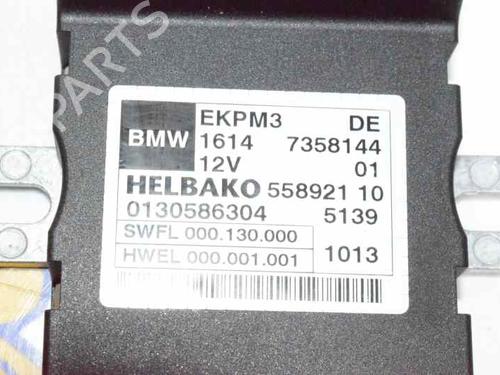 PARTS
EKPM3 DE
BMW 1614 7358144
12V 01
HELBAKO 558921 10
0130586304 5139
SWFL 000.130.000
HWEL 000.001.001 1013